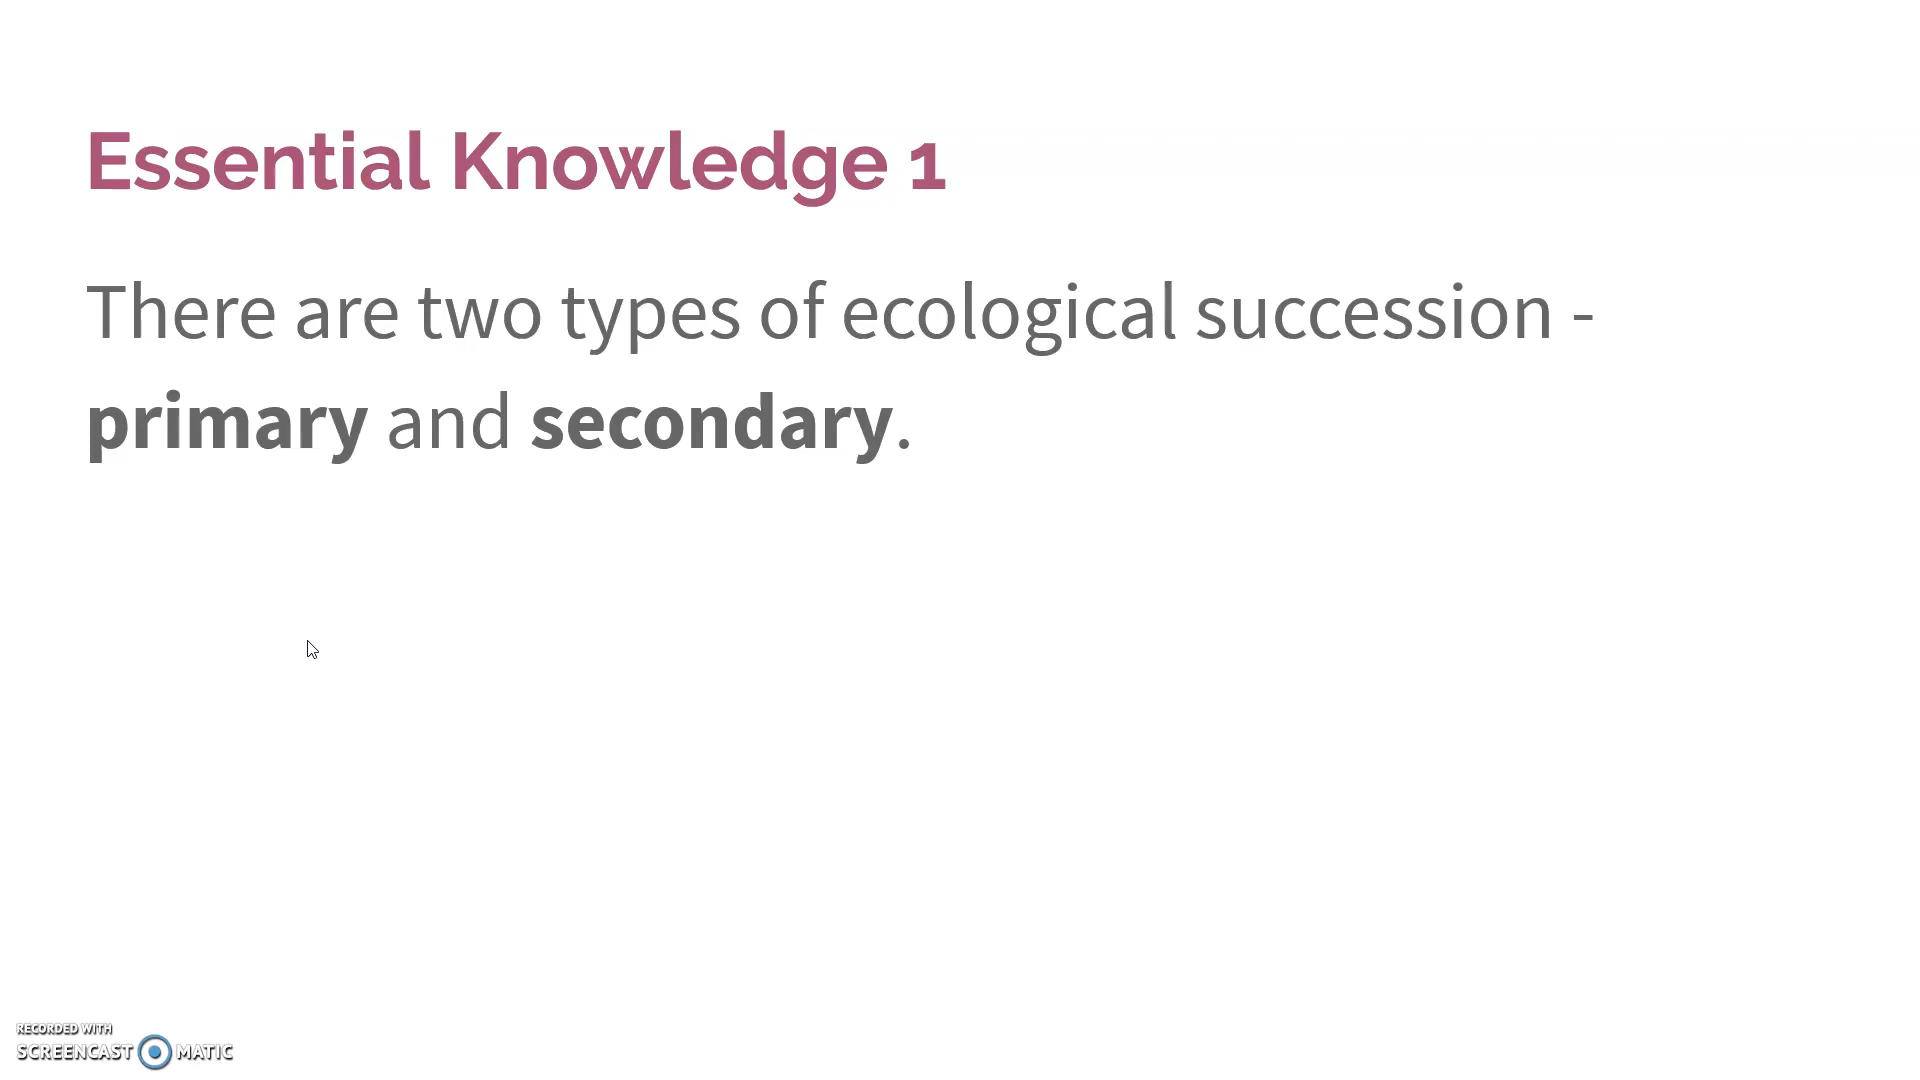 Essential Knowledge 1
There are two types of ecological succession -
primary and secondary.
RECORDED WITH
SCREENCAST MATIC